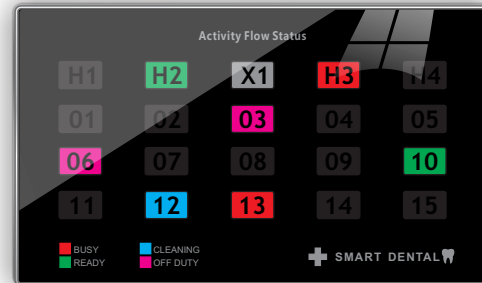 Activity Flow Status
H1 H2 X1 H3 H4
01 02 03 04 05
06 07 08 09 10
11 12 13 14 15
BUSY CLEANING
READY OFF DUTY
SMART DENTAL